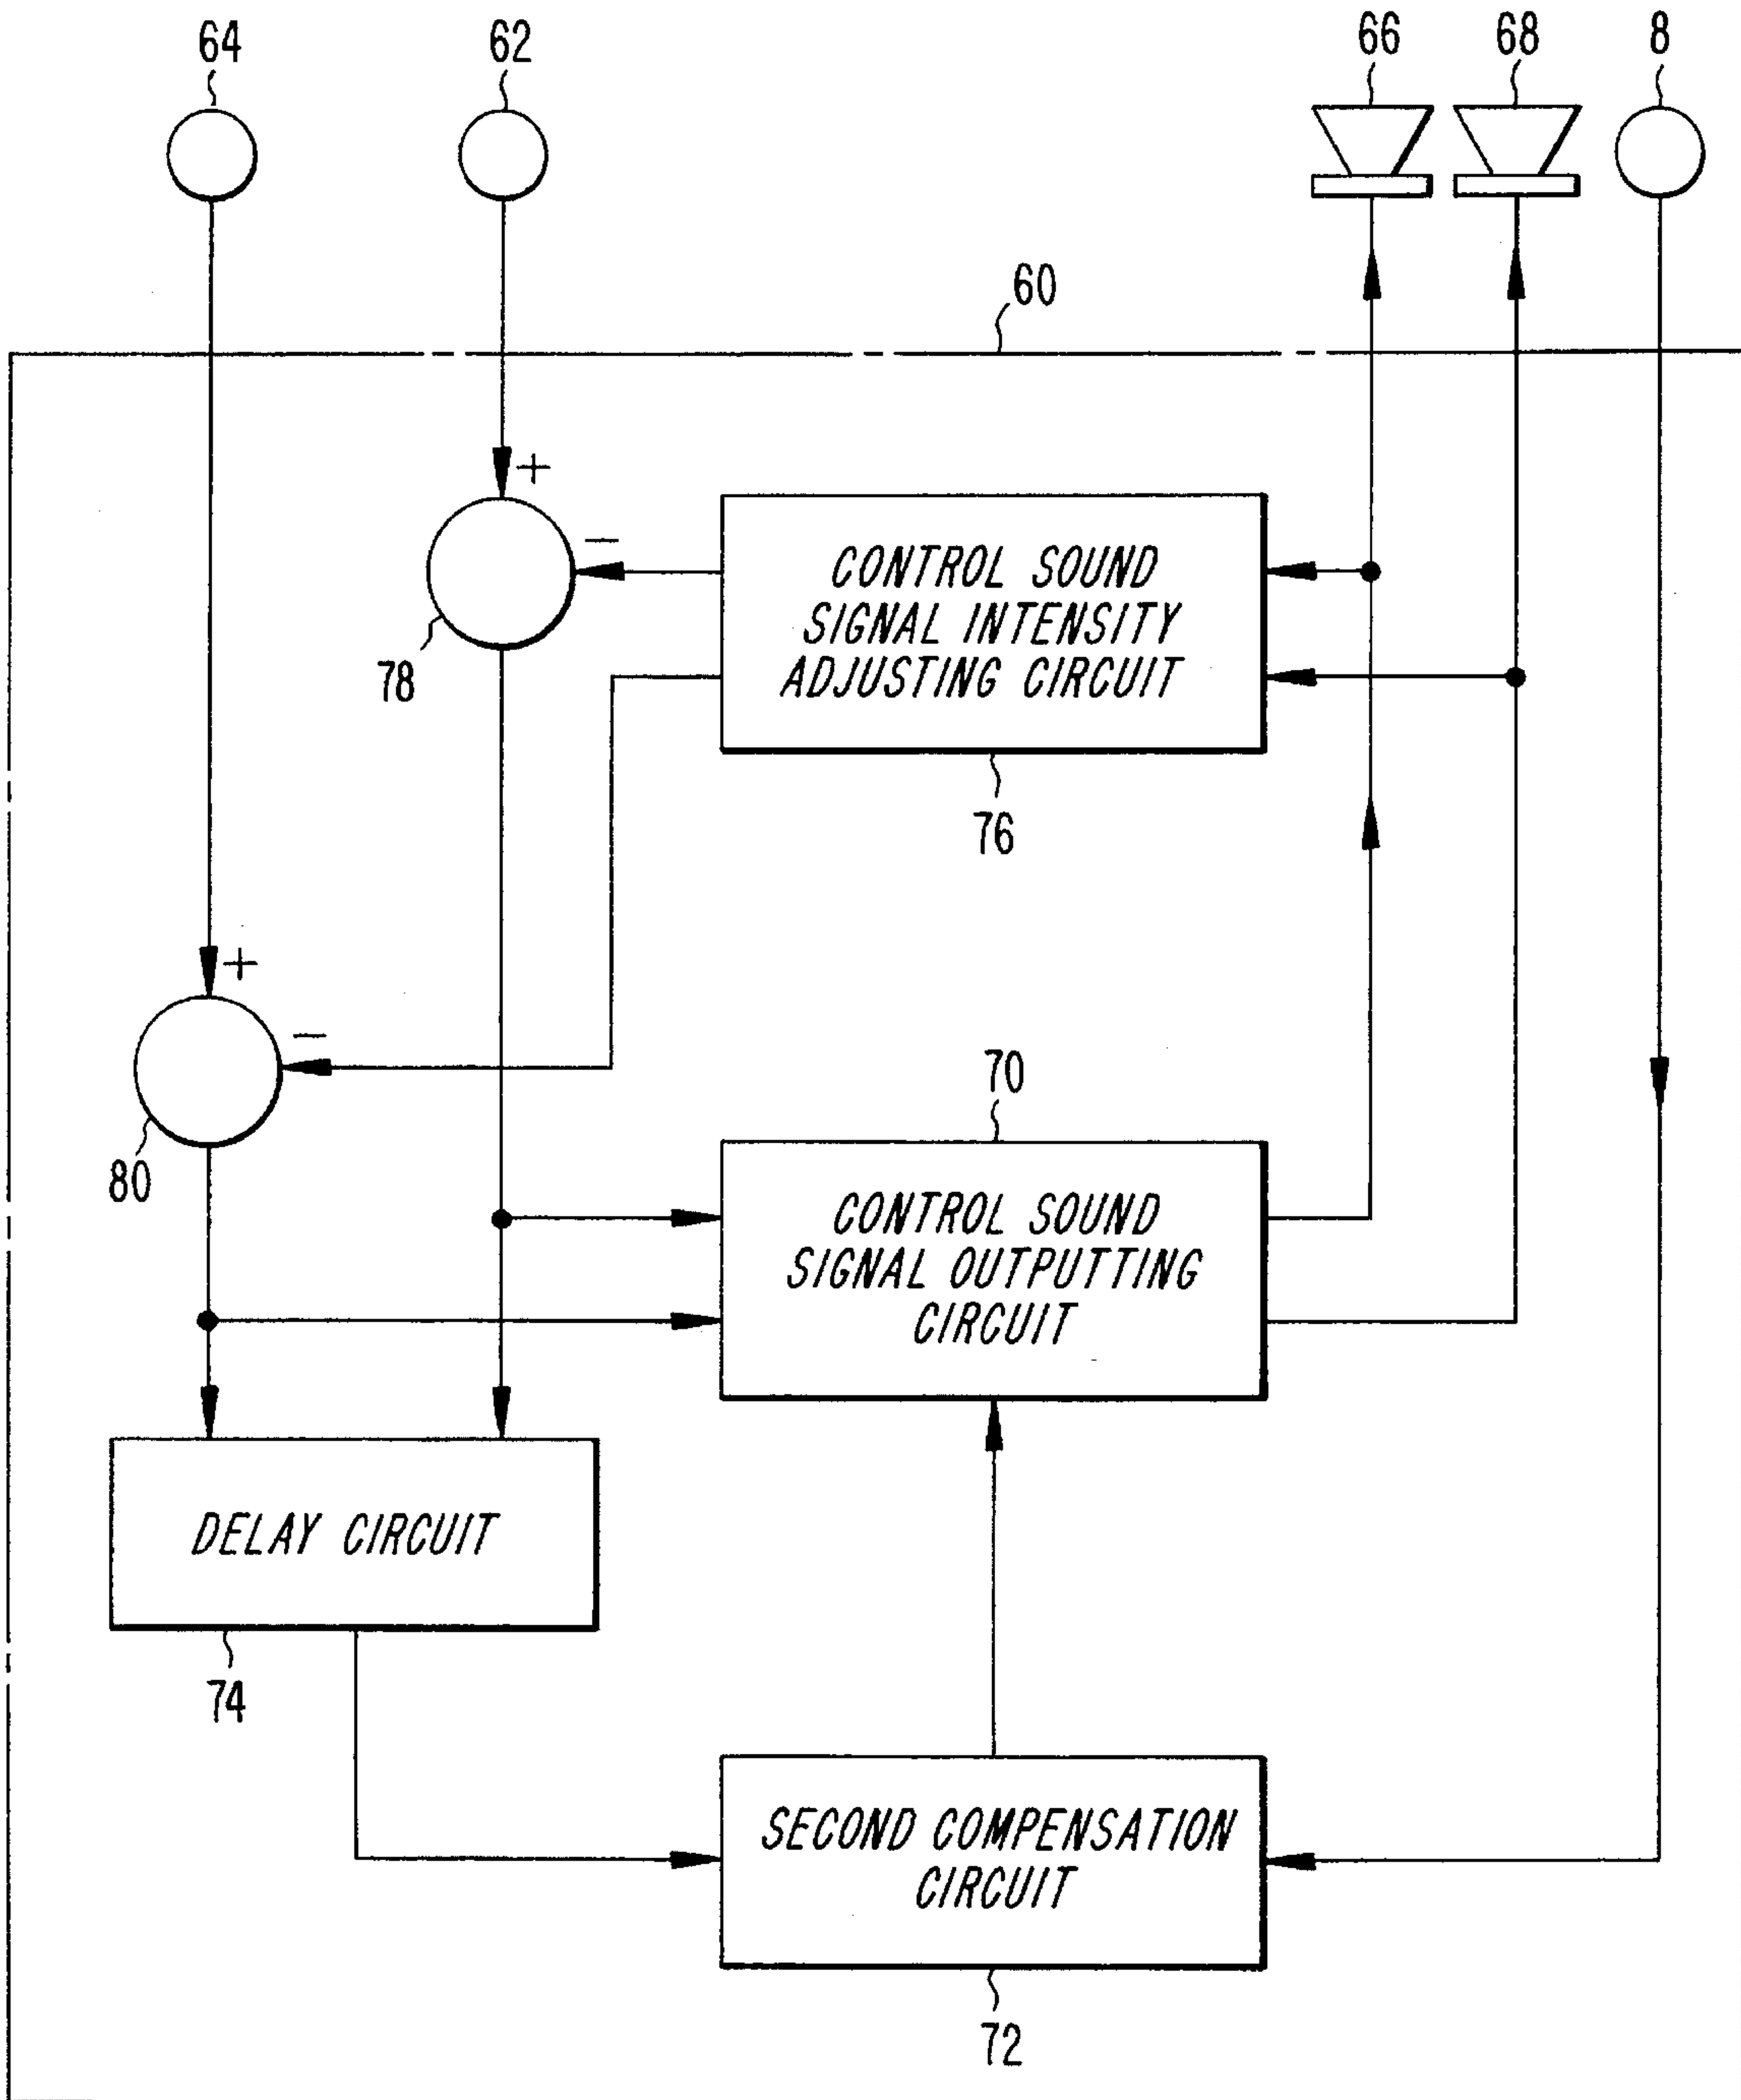 64
62
66
68
8
60
+
−
78
CONTROL SOUND
SIGNAL INTENSITY
ADJUSTING CIRCUIT
76
+
−
80
70
CONTROL SOUND
SIGNAL OUTPUTTING
CIRCUIT
DELAY CIRCUIT
74
SECOND COMPENSATION
CIRCUIT
72